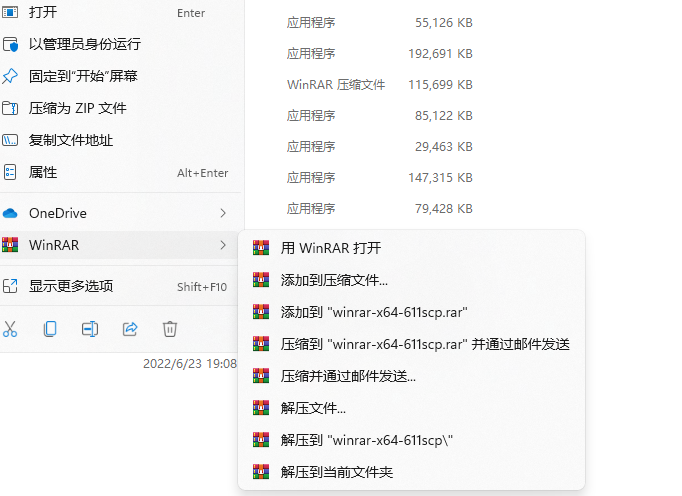 打开 Enter
以管理员身份运行
固定到"开始"屏幕
压缩为 ZIP 文件
复制文件地址
属性 Alt+Enter
OneDrive
WinRAR
显示更多选项 Shift+F10
2022/6/23 19:08
应用程序 55,126 KB
应用程序 192,691 KB
WinRAR 压缩文件 115,699 KB
应用程序 85,122 KB
应用程序 29,463 KB
应用程序 147,315 KB
应用程序 79,428 KB
用 WinRAR 打开
添加到压缩文件...
添加到 "winrar-x64-611scp.rar"
压缩到 "winrar-x64-611scp.rar" 并通过邮件发送
压缩并通过邮件发送...
解压文件...
解压到 "winrar-x64-611scp\"
解压到当前文件夹